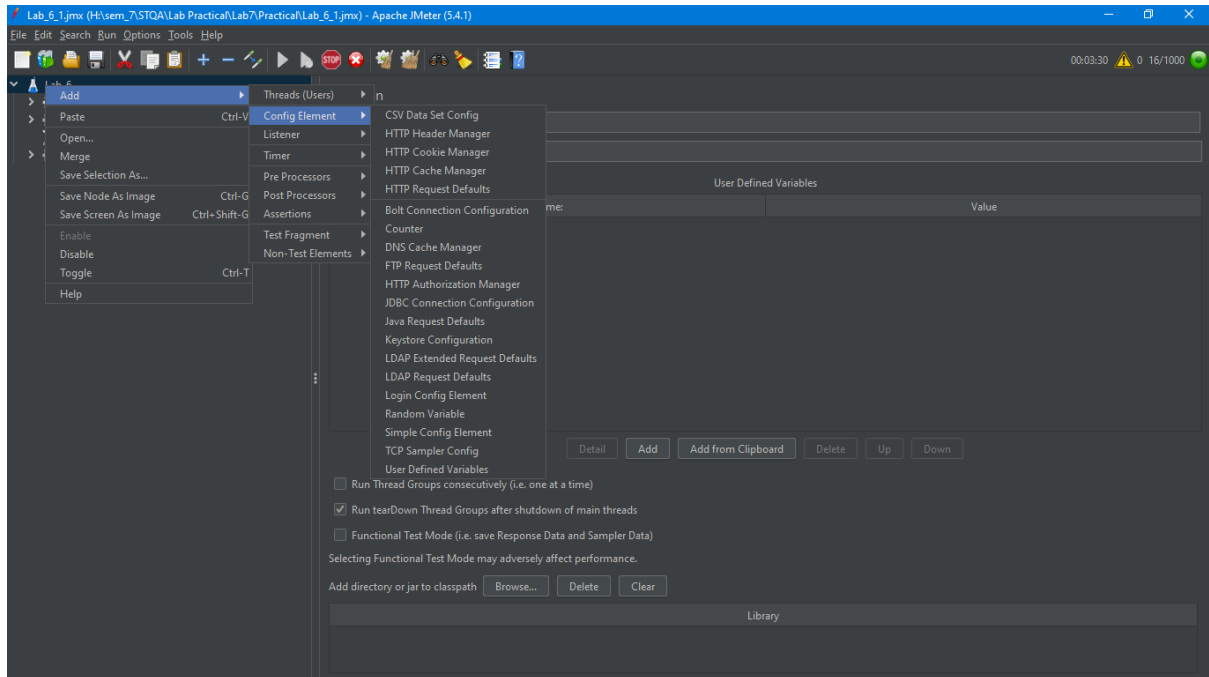 Lab_6_1.jmx (H:\sem_7\STQA\Lab Practical\Lab7\Practical\Lab_6_1.jmx) - Apache JMeter (5.4.1)
File Edit Search Run Options Tools Help
STOP
?
00:03:30 0 16/1000
Add
Paste Ctrl-V
Open...
Merge
Save Selection As...
Save Node As Image Ctrl-G
Save Screen As Image Ctrl+Shift-G
Enable
Disable
Toggle Ctrl-T
Help
Threads (Users)
Config Element
Listener
Timer
Pre Processors
Post Processors
Assertions
Test Fragment
Non-Test Elements
CSV Data Set Config
HTTP Header Manager
HTTP Cookie Manager
HTTP Cache Manager
HTTP Request Defaults
Bolt Connection Configuration
Counter
DNS Cache Manager
FTP Request Defaults
HTTP Authorization Manager
JDBC Connection Configuration
Java Request Defaults
Keystore Configuration
LDAP Extended Request Defaults
LDAP Request Defaults
Login Config Element
Random Variable
Simple Config Element
TCP Sampler Config
User Defined Variables
User Defined Variables
me: Value
Detail Add Add from Clipboard Delete Up Down
Run Thread Groups consecutively (i.e. one at a time)
Run tearDown Thread Groups after shutdown of main threads
Functional Test Mode (i.e. save Response Data and Sampler Data)
Selecting Functional Test Mode may adversely affect performance.
Add directory or jar to classpath Browse... Delete Clear
Library